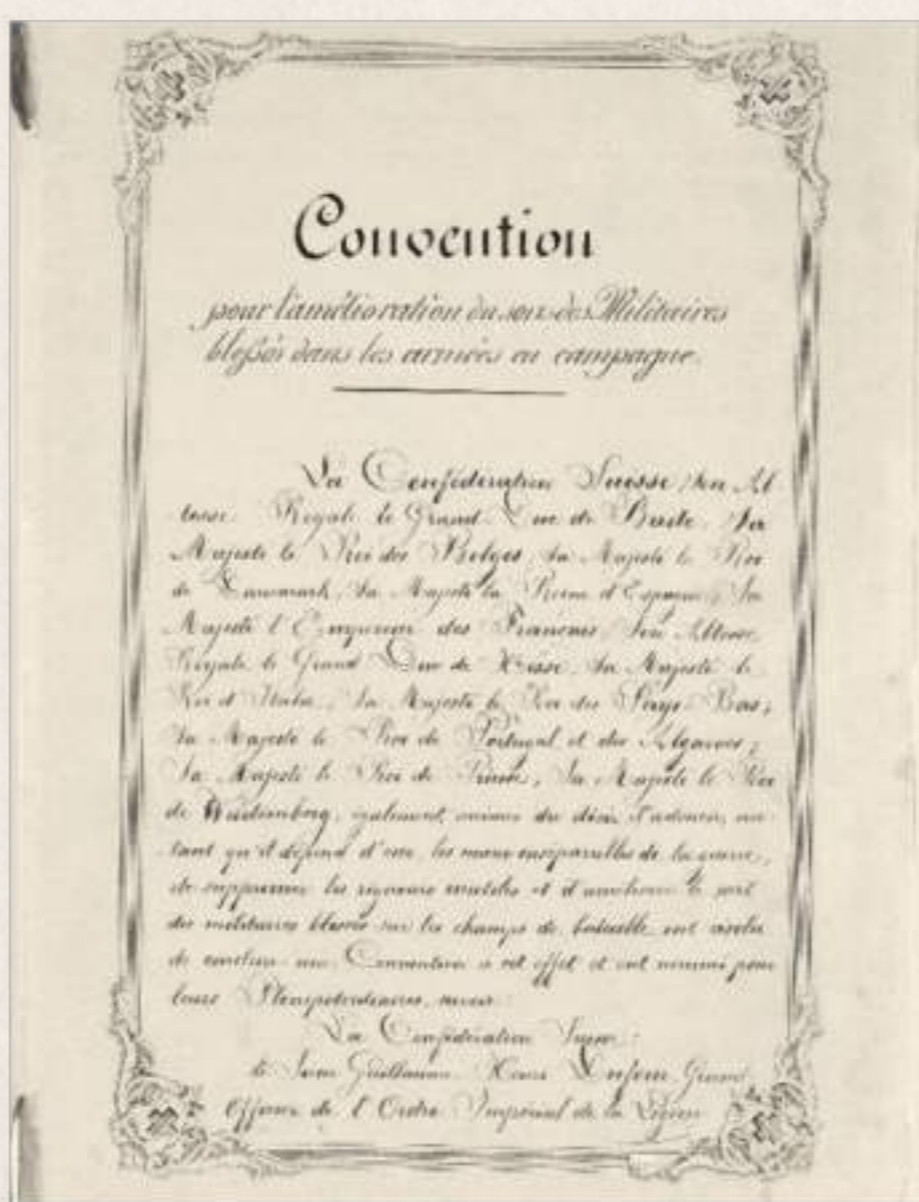 Convention
pour l'amélioration du sort des Militaires
blessés dans les armées en campagne.
La Confédération Suisse, Son Al
tesse Royale le Grand-Duc de Bade, Sa
Majesté le Roi des Belges, Sa Majesté le Roi
de Danemark, Sa Majesté la Reine d'Espagne, Sa
Majesté l'Empereur des Français, Son Altesse
Royale le Grand-Duc de Hesse, Sa Majesté le
Roi d'Italie, Sa Majesté le Roi des Pays-Bas,
Sa Majesté le Roi de Portugal et des Algarves,
Sa Majesté le Roi de Prusse, Sa Majesté le Roi
de Wurtemberg, également animés du désir d'adoucir, au
tant qu'il dépend d'eux, les maux inséparables de la guerre,
de supprimer les rigueurs inutiles et d'améliorer le sort
des militaires blessés sur les champs de bataille, ont résolu
de conclure une Convention à cet effet et ont nommé pour
leurs Plénipotentiaires, savoir:
La Confédération Suisse:
le Sieur Guillaume-Henri Dufour, Grand
Officier de l'Ordre Impérial de la Légion